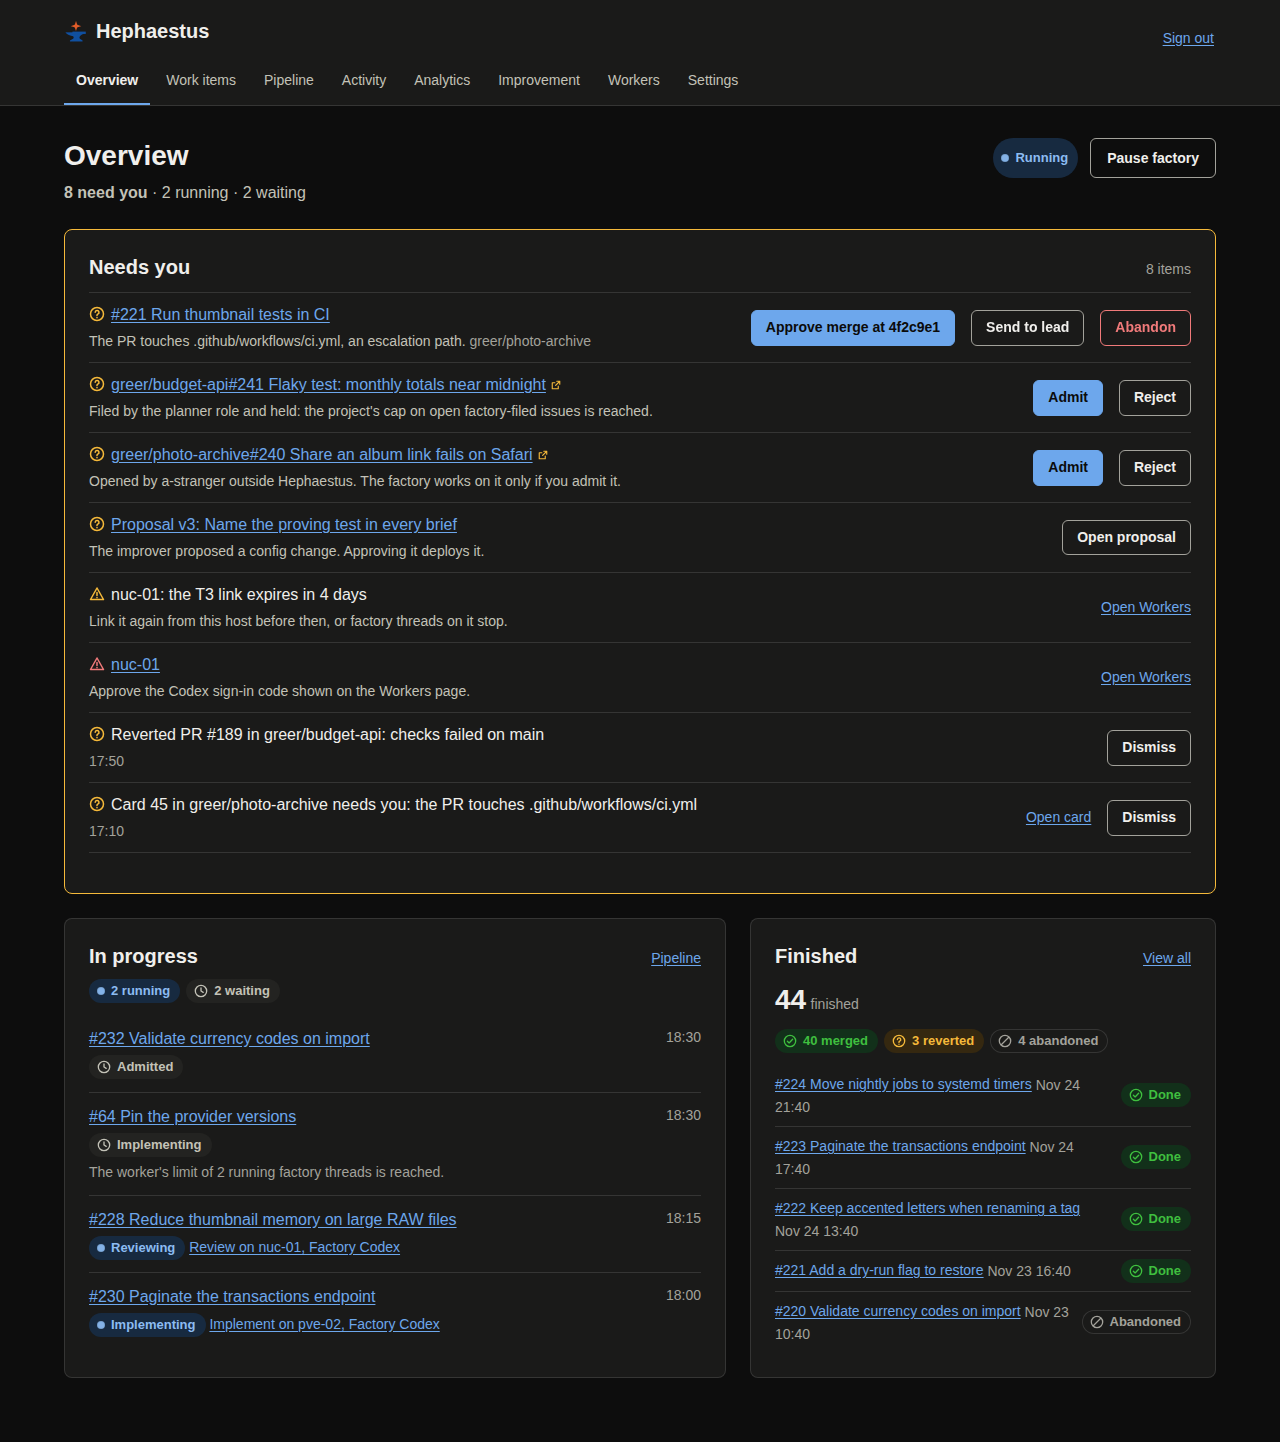 Hephaestus
Sign out
Overview Work items Pipeline Activity Analytics Improvement Workers Settings
Overview
Running
Pause factory
8 need you · 2 running · 2 waiting
Needs you
8 items
#221 Run thumbnail tests in CI
The PR touches .github/workflows/ci.yml, an escalation path. greer/photo-archive
Approve merge at 4f2c9e1
Send to lead
Abandon
greer/budget-api#241 Flaky test: monthly totals near midnight
Filed by the planner role and held: the project's cap on open factory-filed issues is reached.
Admit
Reject
greer/photo-archive#240 Share an album link fails on Safari
Opened by a-stranger outside Hephaestus. The factory works on it only if you admit it.
Admit
Reject
Proposal v3: Name the proving test in every brief
The improver proposed a config change. Approving it deploys it.
Open proposal
nuc-01: the T3 link expires in 4 days
Link it again from this host before then, or factory threads on it stop.
Open Workers
nuc-01
Approve the Codex sign-in code shown on the Workers page.
Open Workers
Reverted PR #189 in greer/budget-api: checks failed on main
17:50
Dismiss
Card 45 in greer/photo-archive needs you: the PR touches .github/workflows/ci.yml
17:10
Open card
Dismiss
In progress
Pipeline
2 running
2 waiting
#232 Validate currency codes on import
18:30
Admitted
#64 Pin the provider versions
18:30
Implementing
The worker's limit of 2 running factory threads is reached.
#228 Reduce thumbnail memory on large RAW files
18:15
Reviewing
Review on nuc-01, Factory Codex
#230 Paginate the transactions endpoint
18:00
Implementing
Implement on pve-02, Factory Codex
Finished
View all
44 finished
40 merged
3 reverted
4 abandoned
#224 Move nightly jobs to systemd timers Nov 24
21:40
Done
#223 Paginate the transactions endpoint Nov 24
17:40
Done
#222 Keep accented letters when renaming a tag
Nov 24 13:40
Done
#221 Add a dry-run flag to restore Nov 23 16:40
Done
#220 Validate currency codes on import Nov 23
10:40
Abandoned